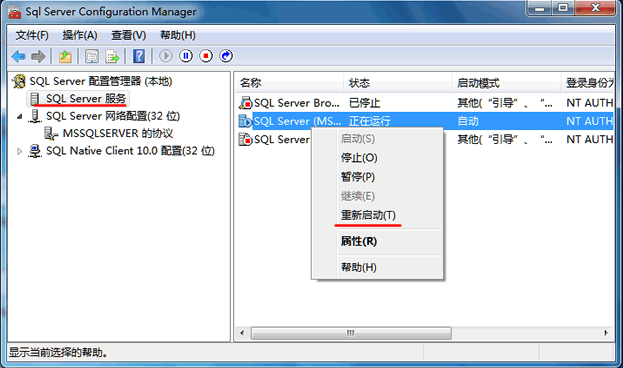 Sql Server Configuration Manager
文件(F) 操作(A) 查看(V) 帮助(H)
SQL Server 配置管理器 (本地)
SQL Server 服务
SQL Server 网络配置(32 位)
MSSQLSERVER 的协议
SQL Native Client 10.0 配置(32 位)
名称 状态 启动模式 登录身份为
SQL Server Bro... 已停止 其他(“引导”、“... NT AUTH
SQL Server (MS... 正在运行 自动 NT AUTH
SQL Server 其他(“引导”、“... NT AUTH
启动(S)
停止(O)
暂停(P)
继续(E)
重新启动(T)
属性(R)
帮助(H)
显示当前选择的帮助。